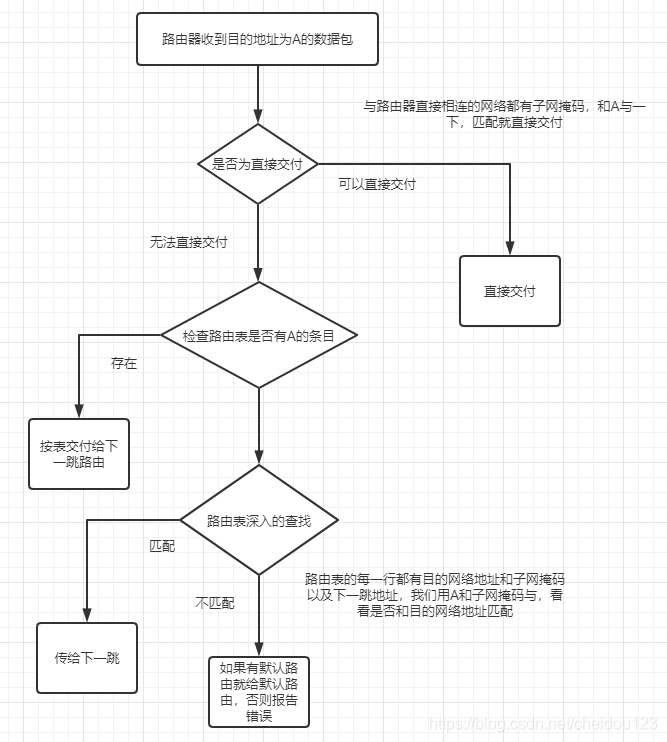 路由器收到目的地址为A的数据包
与路由器直接相连的网络都有子网掩码，和A与一
下，匹配就直接交付
是否为直接交付
可以直接交付
无法直接交付
直接交付
检查路由表是否有A的条目
存在
按表交付给下
一跳路由
路由表深入的查找
匹配
不匹配
路由表的每一行都有目的网络地址和子网掩码
以及下一跳地址，我们用A和子网掩码与，看
看是否和目的网络地址匹配
传给下一跳
如果有默认路
由就给默认路
由，否则报告
错误
https://blog.csdn.net/cheidou123